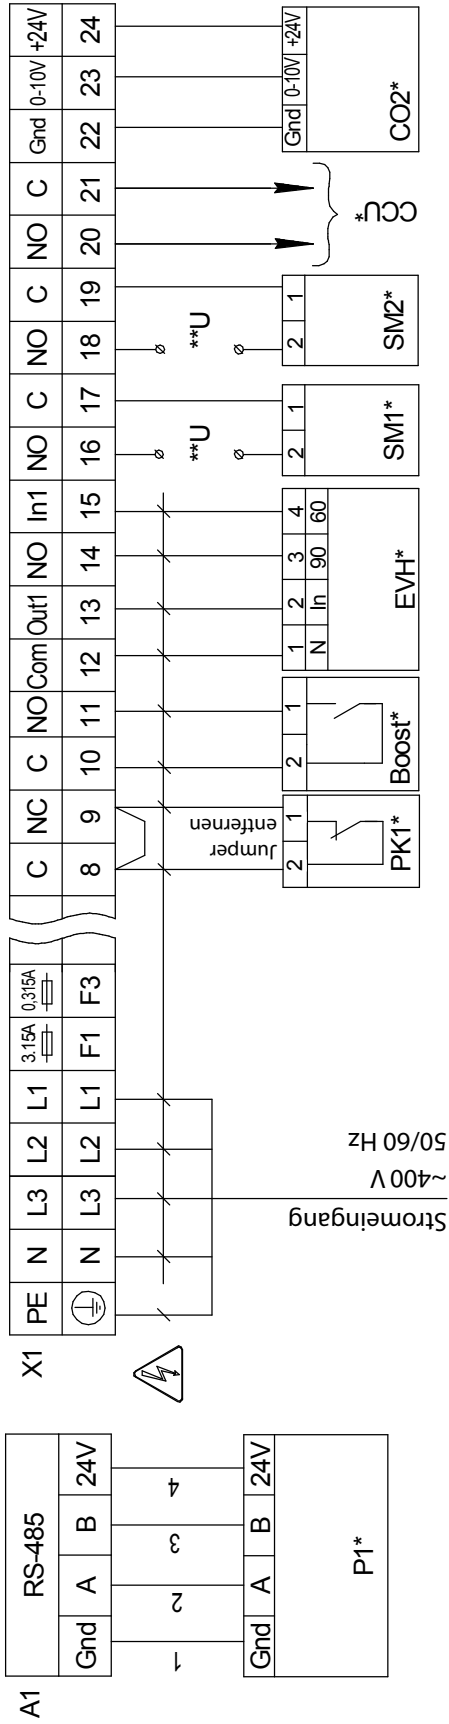 A1
RS-485
Gnd A B 24V
1 2 3 4
Gnd A B 24V
P1*
X1
PE N L3 L2 L1 3.15A 0,315A C NC C NO Com Out1 NO In1 NO C NO C NO C Gnd 0-10V +24V
N L3 L2 L1 F1 F3 8 9 10 11 12 13 14 15 16 17 18 19 20 21 22 23 24
Stromeingang
~400 V
50/60 Hz
Jumper
entfernen
2 1
PK1*
2 1
Boost*
1 2 3 4
N In 90 60
EVH*
U**
2 1
SM1*
U**
2 1
SM2*
CCU*
Gnd 0-10V +24V
CO2*